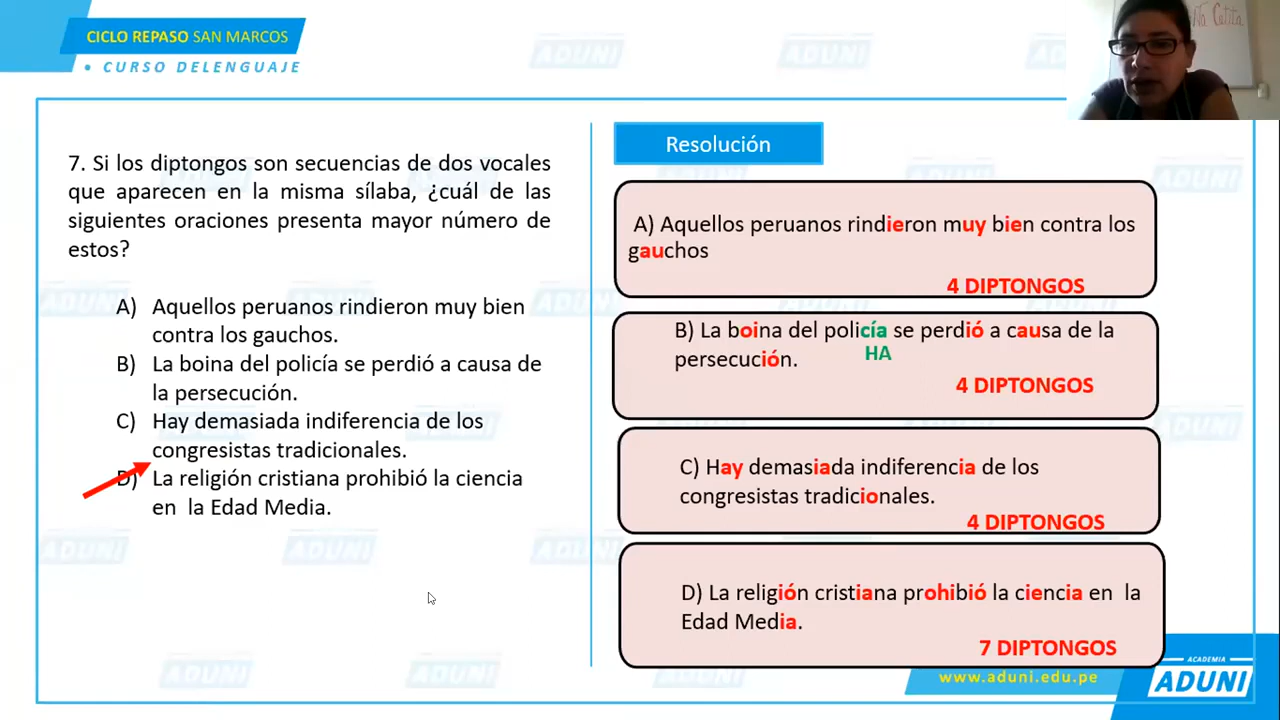 CICLO REPASO SAN MARCOS
• CURSO DELENGUAJE
No Cutita
7. Si los diptongos son secuencias de dos vocales
que aparecen en la misma sílaba, ¿cuál de las
siguientes oraciones presenta mayor número de
estos?
A) Aquellos peruanos rindieron muy bien
contra los gauchos.
B) La boina del policía se perdió a causa de
la persecución.
C) Hay demasiada indiferencia de los
congresistas tradicionales.
D) La religión cristiana prohibió la ciencia
en la Edad Media.
Resolución
A) Aquellos peruanos rindieron muy bien contra los
gauchos
4 DIPTONGOS
B) La boina del policía se perdió a causa de la
HA
persecución.
4 DIPTONGOS
C) Hay demasiada indiferencia de los
congresistas tradicionales.
4 DIPTONGOS
D) La religión cristiana prohibió la ciencia en la
Edad Media.
7 DIPTONGOS
www.aduni.edu.pe
ACADEMIA
ADUNI